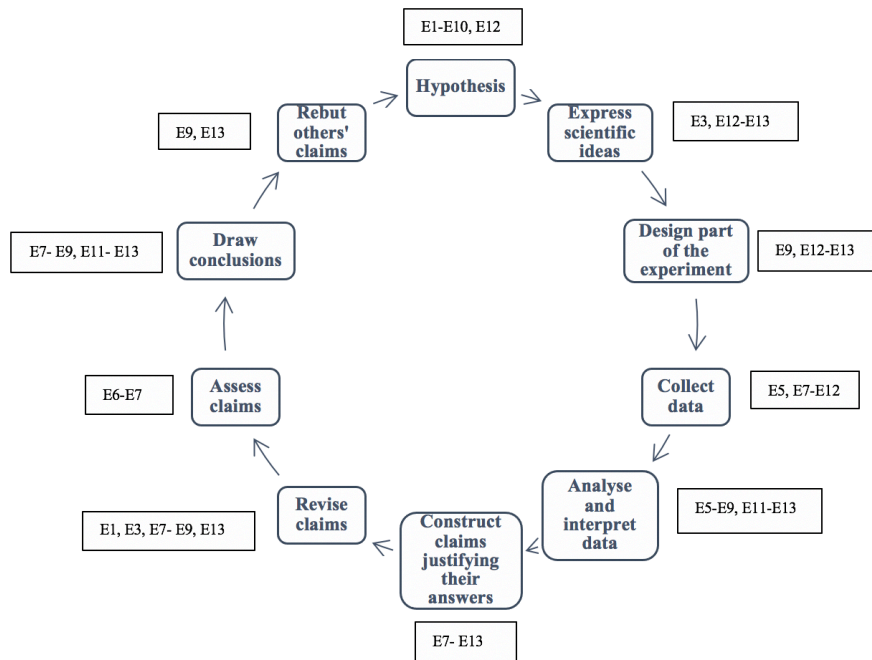 E1-E10, E12
Hypothesis
Express
scientific
ideas
E3, E12-E13
Design part
of the
experiment
E9, E12-E13
Collect
data
E5, E7-E12
Analyse
and
interpret
data
E5-E9, E11-E13
Construct
claims
justifying
their
answers
E7- E13
Revise
claims
E1, E3, E7- E9, E13
Assess
claims
E6-E7
Draw
conclusions
E7- E9, E11- E13
Rebut
others'
claims
E9, E13